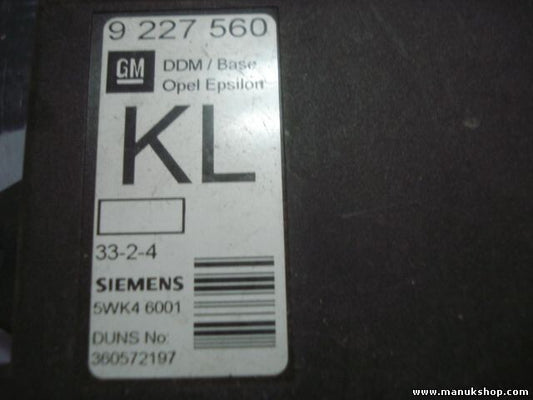 9 227 560
GM
DDM / Base
Opel Epsilon
KL
33-2-4
SIEMENS
5WK4 6001
DUNS No:
360572197
www.manukshop.com